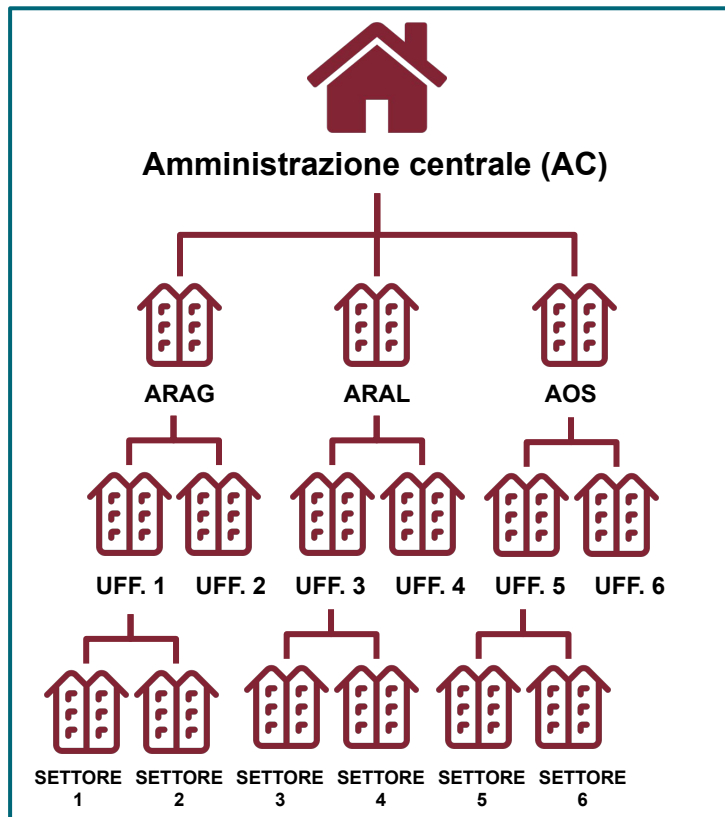 Amministrazione centrale (AC)
ARAG ARAL AOS
UFF. 1 UFF. 2 UFF. 3 UFF. 4 UFF. 5 UFF. 6
SETTORE SETTORE SETTORE SETTORE SETTORE SETTORE
1 2 3 4 5 6